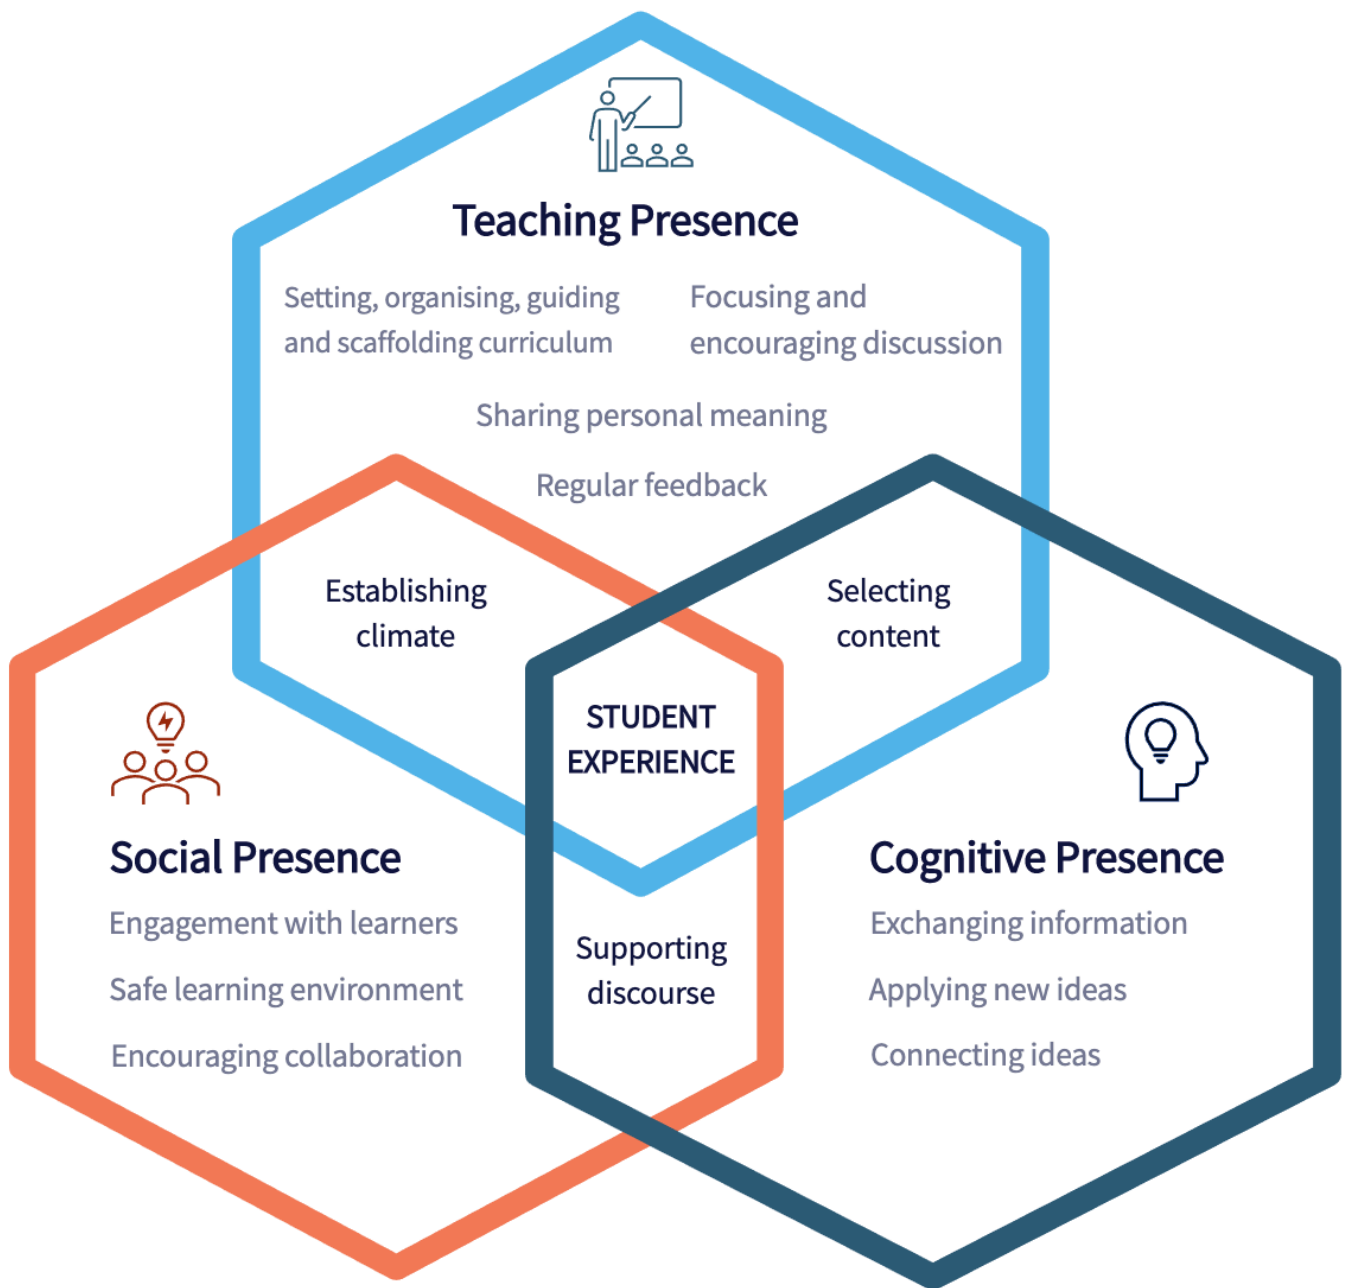 Teaching Presence
Setting, organising, guiding
and scaffolding curriculum
Focusing and
encouraging discussion
Sharing personal meaning
Regular feedback
Establishing
climate
Selecting
content
STUDENT
EXPERIENCE
Social Presence
Engagement with learners
Safe learning environment
Encouraging collaboration
Supporting
discourse
Cognitive Presence
Exchanging information
Applying new ideas
Connecting ideas